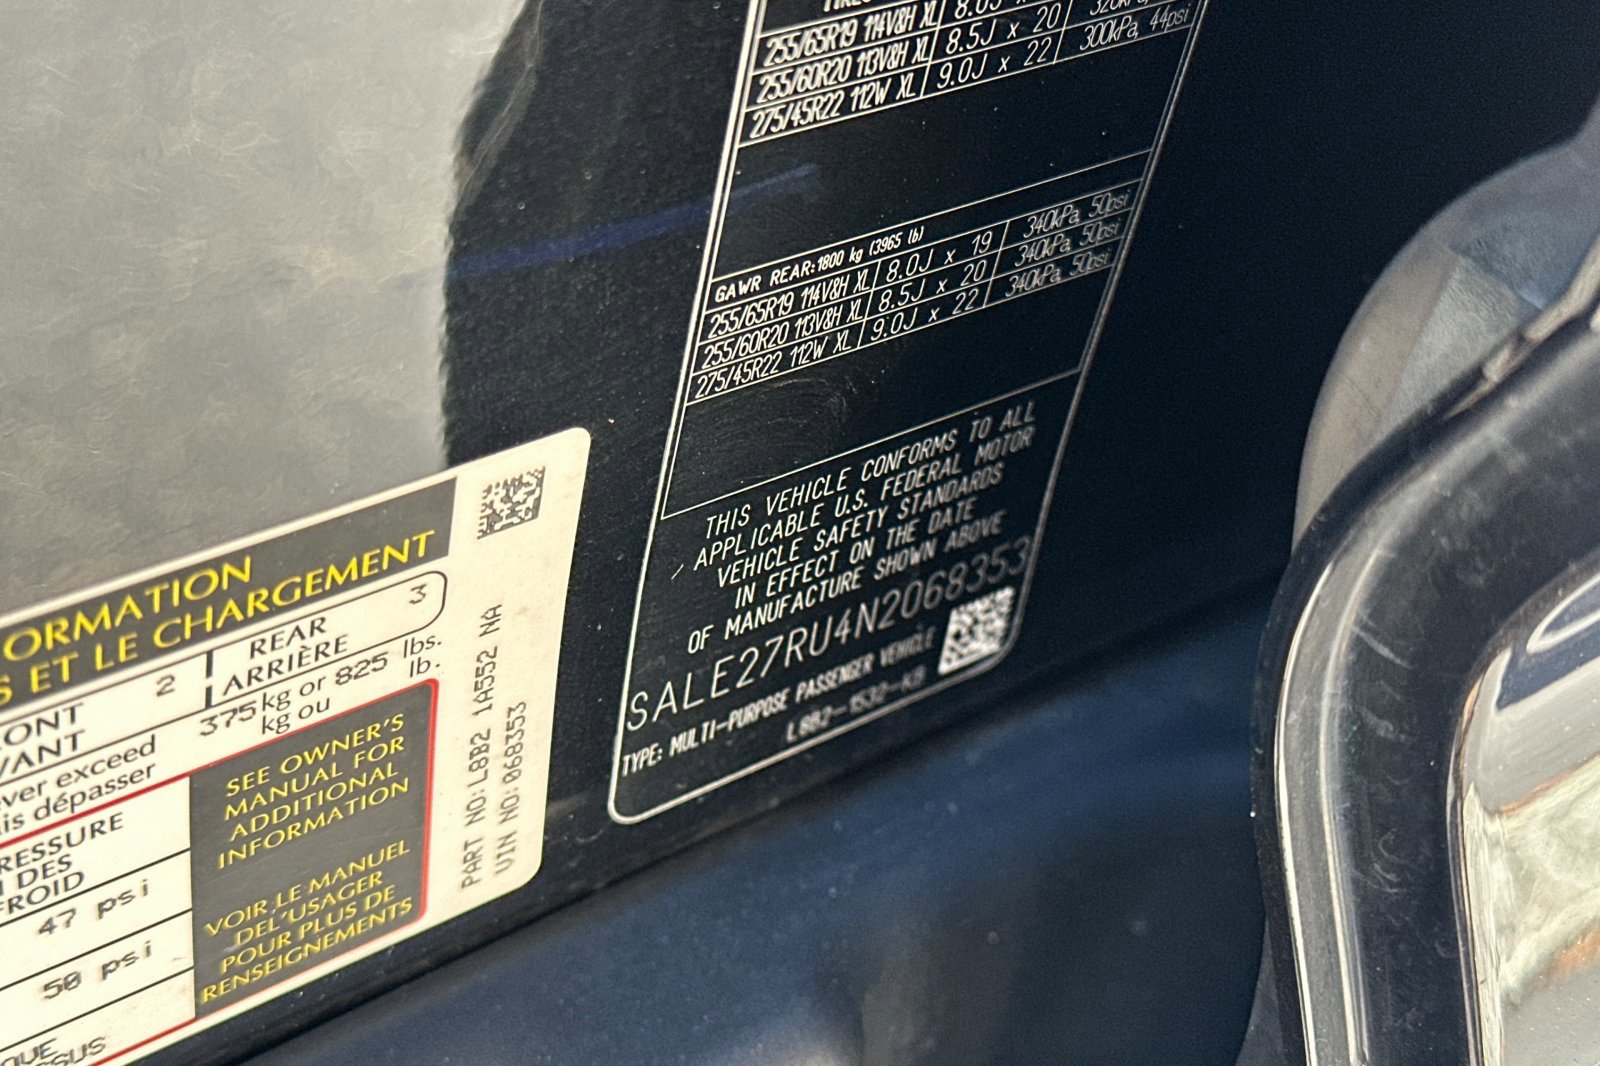 255/65R19 114V&H XL 8.0J x
255/60R20 113V&H XL 8.5J x 20 320kPa,
275/45R22 112W XL 9.0J x 22 300kPa, 44psi
GAWR REAR:1800 kg (3965 lb)
255/65R19 114V&H XL 8.0J x 19 340kPa, 50psi
255/60R20 113V&H XL 8.5J x 20 340kPa, 50psi
275/45R22 112W XL 9.0J x 22 340kPa, 50psi
THIS VEHICLE CONFORMS TO ALL
APPLICABLE U.S. FEDERAL MOTOR
VEHICLE SAFETY STANDARDS
IN EFFECT ON THE DATE
OF MANUFACTURE SHOWN ABOVE
SALE27RU4N2068353
TYPE: MULTI-PURPOSE PASSENGER VEHICLE
L8B2-1532-KB
ORMATION
S ET LE CHARGEMENT
ONT 2 REAR 3
VANT ARRIÈRE
ver exceed 375 kg or 825 lbs.
is dépasser kg ou lb.
RESSURE
DES
FROID
47 psi
50 psi
SEE OWNER'S
MANUAL FOR
ADDITIONAL
INFORMATION
VOIR LE MANUEL
DEL'USAGER
POUR PLUS DE
RENSEIGNEMENTS
PART NO:L8B2 1A552 NA
VIN NO:068353